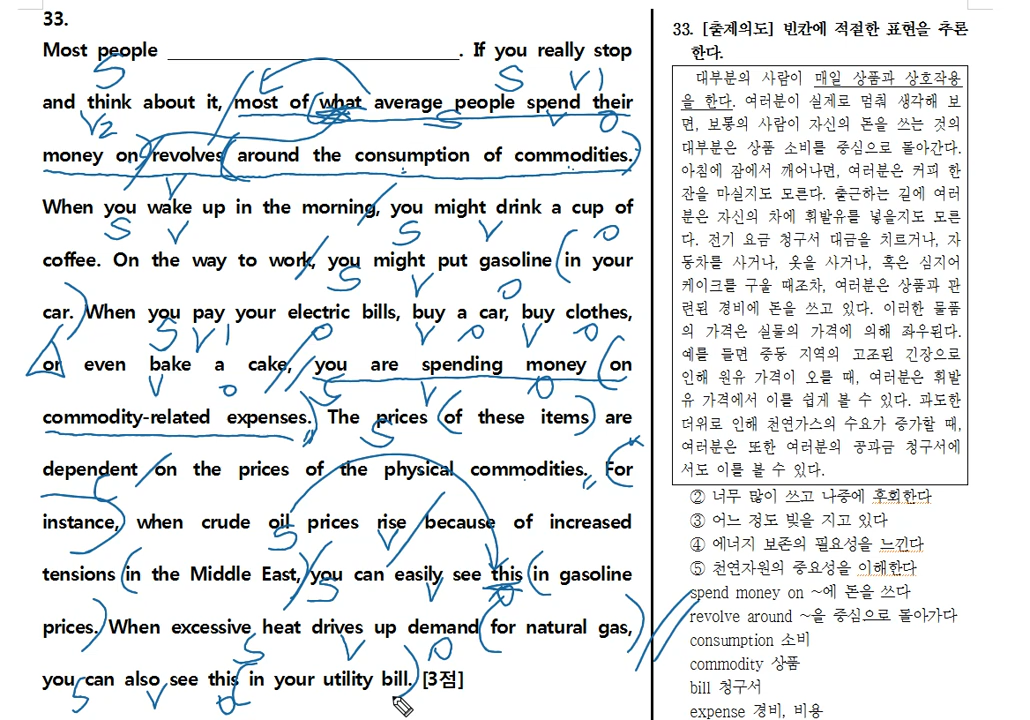 33.
Most people ______________________________. If you really stop
and think about it, most of what average people spend their
money on revolves around the consumption of commodities.
When you wake up in the morning, you might drink a cup of
coffee. On the way to work, you might put gasoline in your
car. When you pay your electric bills, buy a car, buy clothes,
or even bake a cake, you are spending money on
commodity-related expenses. The prices of these items are
dependent on the prices of the physical commodities. For
instance, when crude oil prices rise because of increased
tensions in the Middle East, you can easily see this in gasoline
prices. When excessive heat drives up demand for natural gas,
you can also see this in your utility bill. [3점]
33. [출제의도] 빈칸에 적절한 표현을 추론
한다.
대부분의 사람이 매일 상품과 상호작용
을 한다. 여러분이 실제로 멈춰 생각해 보
면, 보통의 사람이 자신의 돈을 쓰는 것의
대부분은 상품 소비를 중심으로 돌아간다.
아침에 잠에서 깨어나면, 여러분은 커피 한
잔을 마실지도 모른다. 출근하는 길에 여러
분은 자신의 차에 휘발유를 넣을지도 모른
다. 전기 요금 청구서 대금을 치르거나, 자
동차를 사거나, 옷을 사거나, 혹은 심지어
케이크를 구울 때조차, 여러분은 상품과 관
련된 경비에 돈을 쓰고 있다. 이러한 물품
의 가격은 실물의 가격에 의해 좌우된다.
예를 들면 중동 지역의 고조된 긴장으로
인해 원유 가격이 오를 때, 여러분은 휘발
유 가격에서 이를 쉽게 볼 수 있다. 과도한
더위로 인해 천연가스의 수요가 증가할 때,
여러분은 또한 여러분의 공과금 청구서에
서도 이를 볼 수 있다.
② 너무 많이 쓰고 나중에 후회한다
③ 어느 정도 빚을 지고 있다
④ 에너지 보존의 필요성을 느낀다
⑤ 천연자원의 중요성을 이해한다
spend money on ~에 돈을 쓰다
revolve around ~을 중심으로 돌아가다
consumption 소비
commodity 상품
bill 청구서
expense 경비, 비용